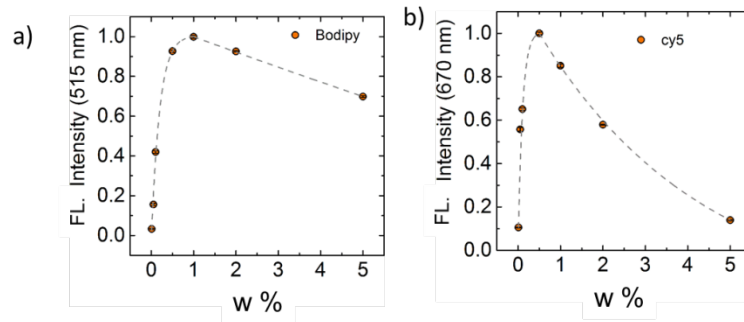 a)
FL. Intensity (515 nm)
1.0
0.8
0.6
0.4
0.2
0.0
Bodipy
0 1 2 3 4 5
w %
b)
FL. Intensity (670 nm)
1.0
0.8
0.6
0.4
0.2
0.0
cy5
0 1 2 3 4 5
w %